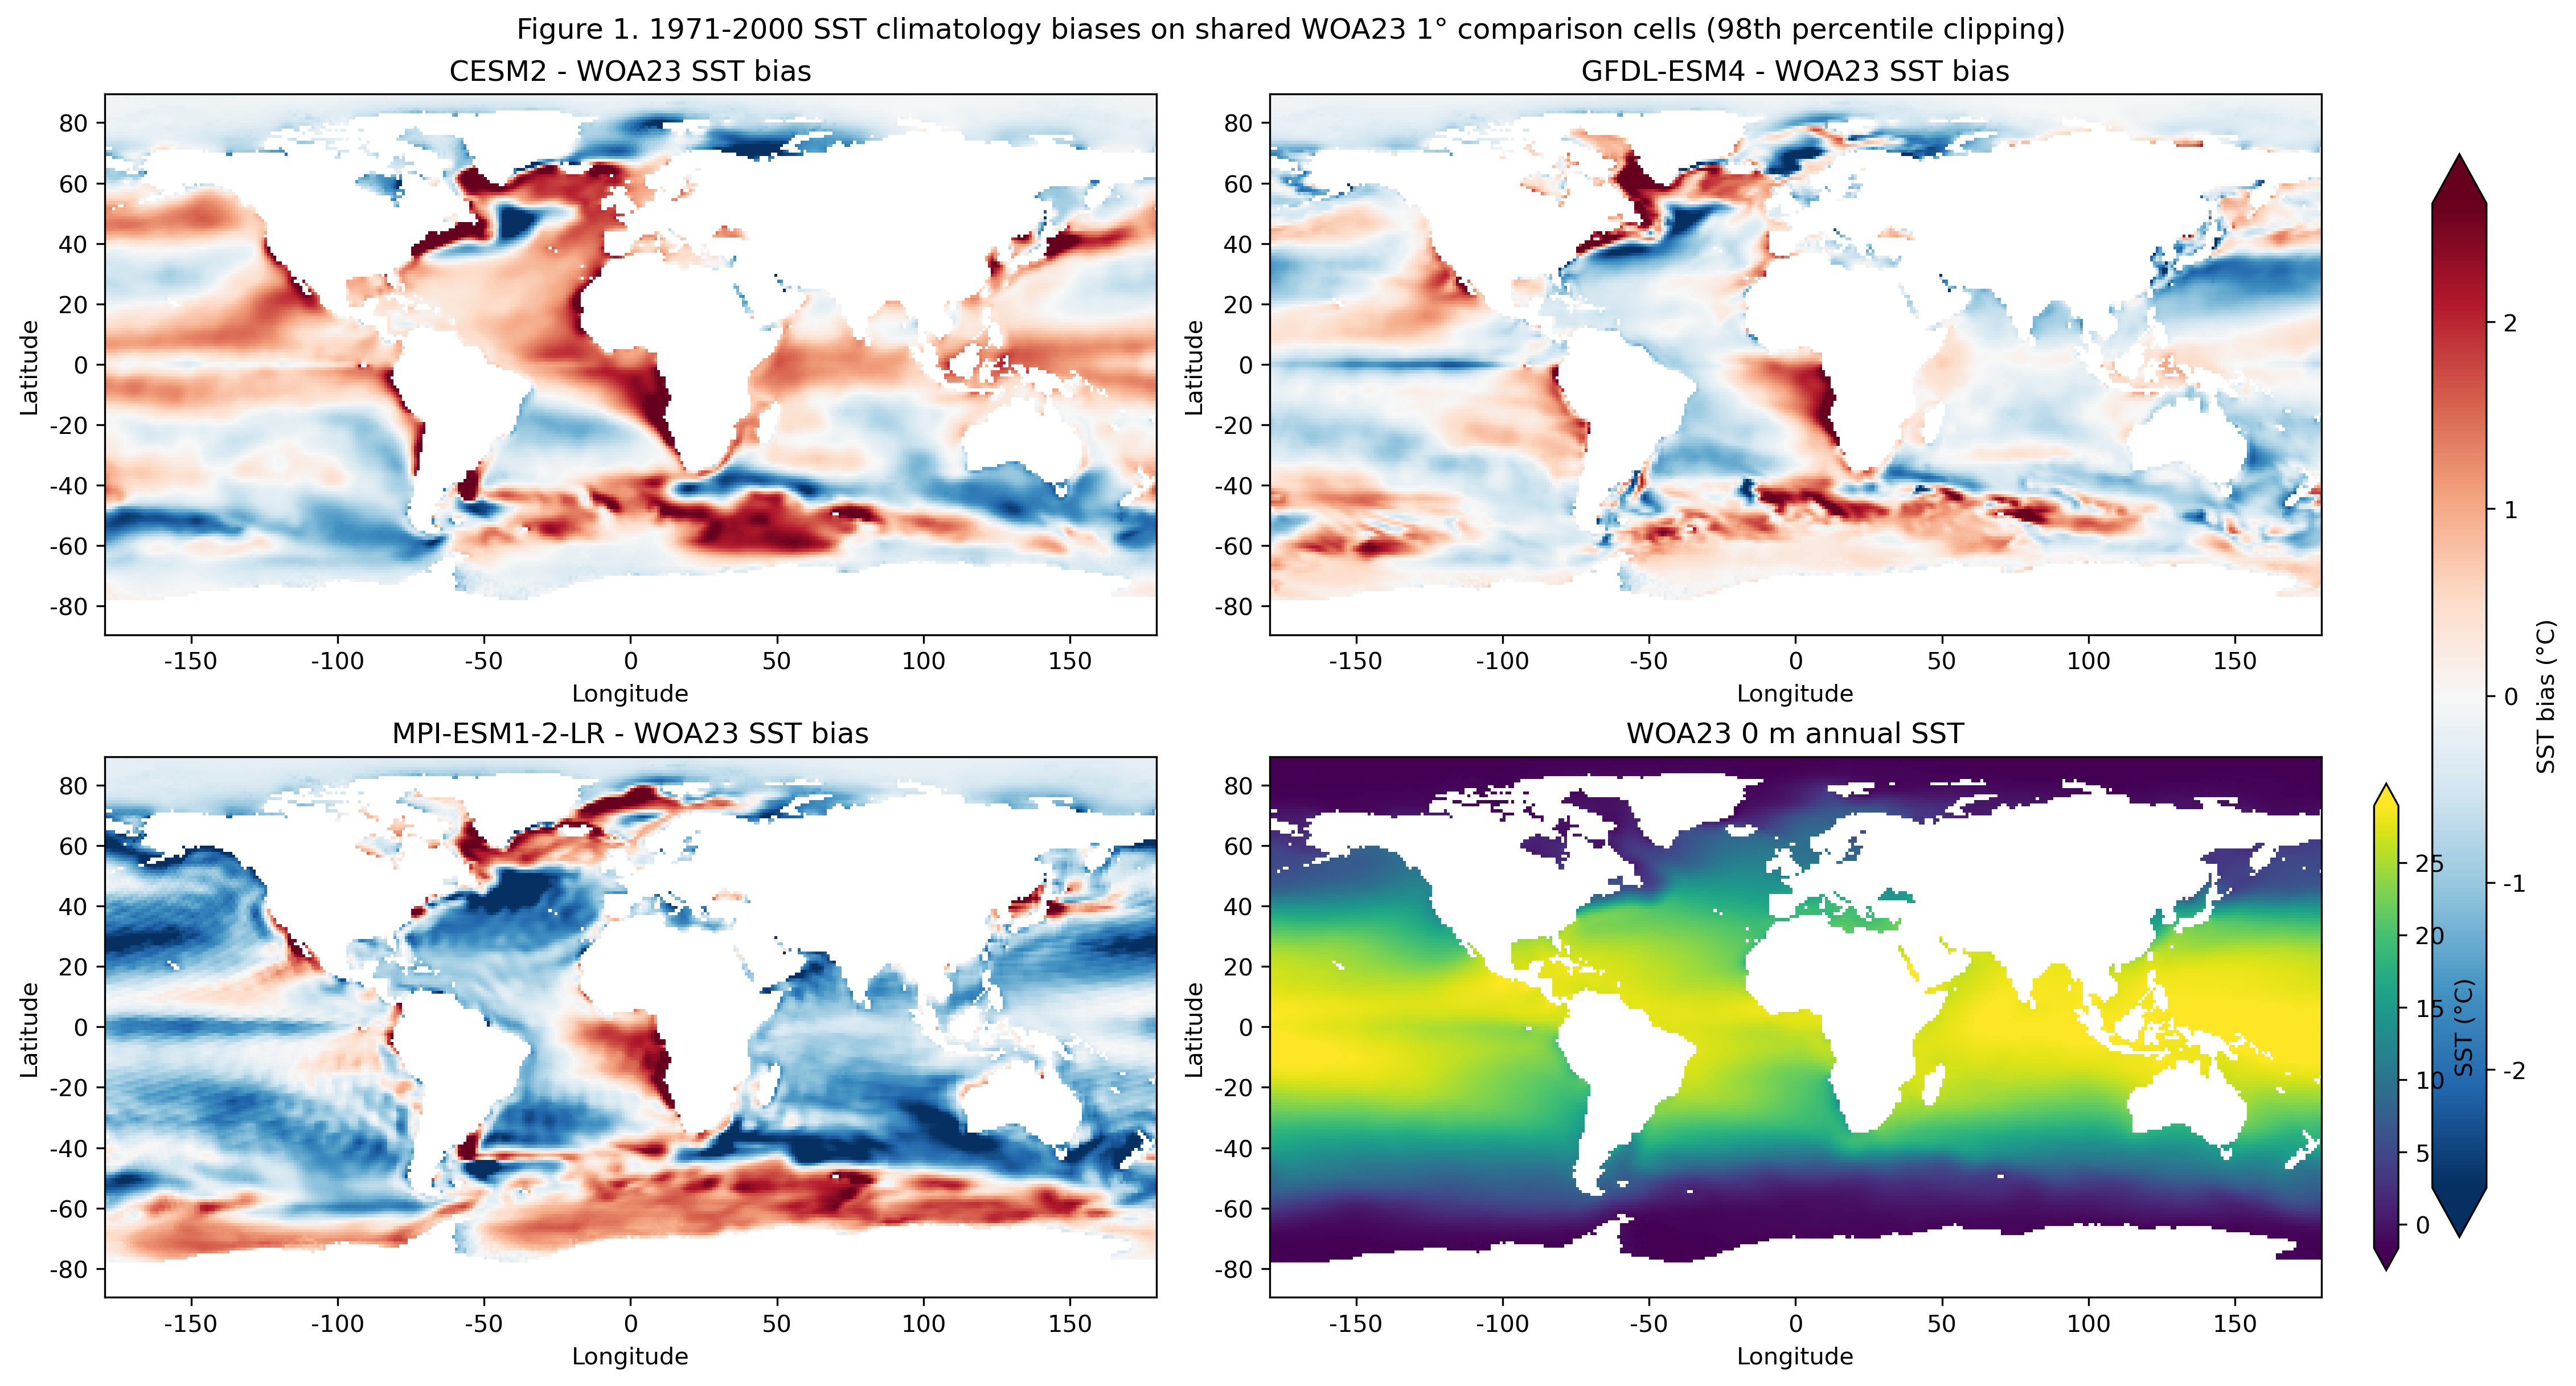 Figure 1. 1971-2000 SST climatology biases on shared WOA23 1° comparison cells (98th percentile clipping)
CESM2 - WOA23 SST bias
80
60
40
20
0
-20
-40
-60
-80
Latitude
-150 -100 -50 0 50 100 150
Longitude
GFDL-ESM4 - WOA23 SST bias
80
60
40
20
0
-20
-40
-60
-80
Latitude
-150 -100 -50 0 50 100 150
Longitude
MPI-ESM1-2-LR - WOA23 SST bias
80
60
40
20
0
-20
-40
-60
-80
Latitude
-150 -100 -50 0 50 100 150
Longitude
WOA23 0 m annual SST
80
60
40
20
0
-20
-40
-60
-80
Latitude
-150 -100 -50 0 50 100 150
Longitude
25
20
15
10
5
0
SST (°C)
2
1
0
-1
-2
SST bias (°C)